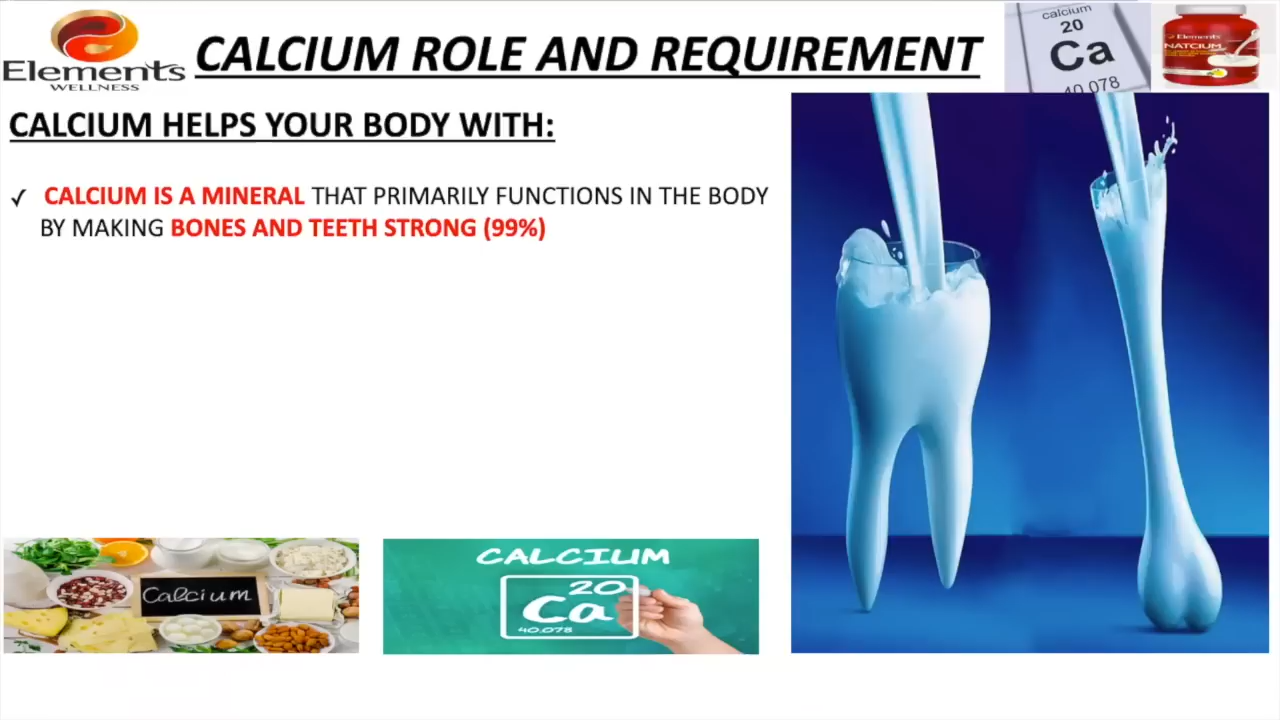 Elements
WELLNESS
CALCIUM ROLE AND REQUIREMENT
calcium
20
Ca
40.078
Elements
NATCIUM
CALCIUM HELPS YOUR BODY WITH:
✓ CALCIUM IS A MINERAL THAT PRIMARILY FUNCTIONS IN THE BODY
BY MAKING BONES AND TEETH STRONG (99%)
Calcium
CALCIUM
20
Ca
40.078